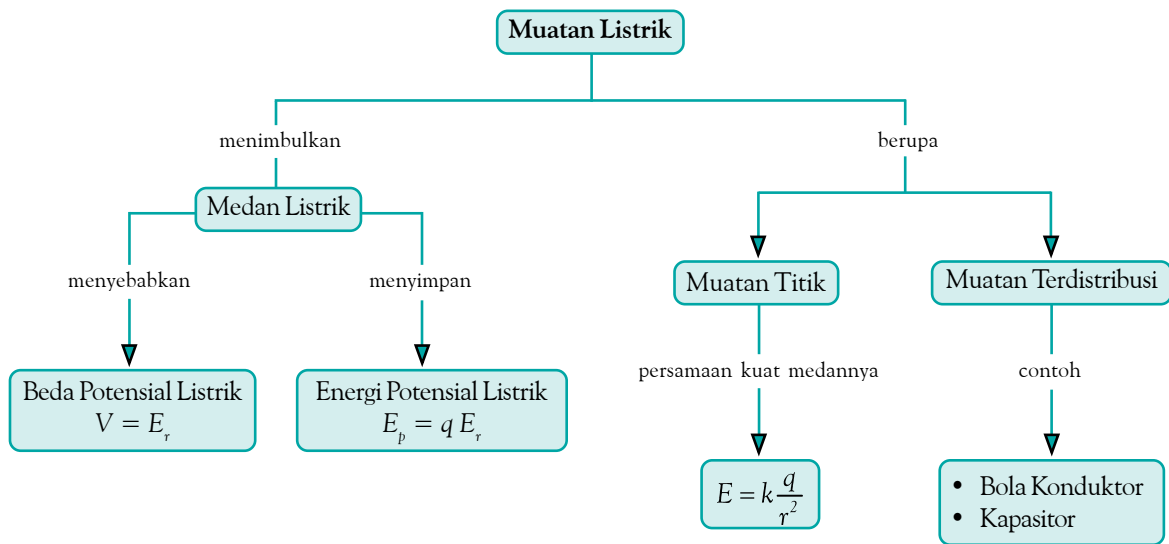 Muatan Listrik
menimbulkan
berupa
Medan Listrik
menyebabkan
menyimpan
Muatan Titik
Muatan Terdistribusi
persamaan kuat medannya
contoh
Beda Potensial Listrik
V = E_r
Energi Potensial Listrik
E_p = q E_r
E = k q/r²
• Bola Konduktor
• Kapasitor